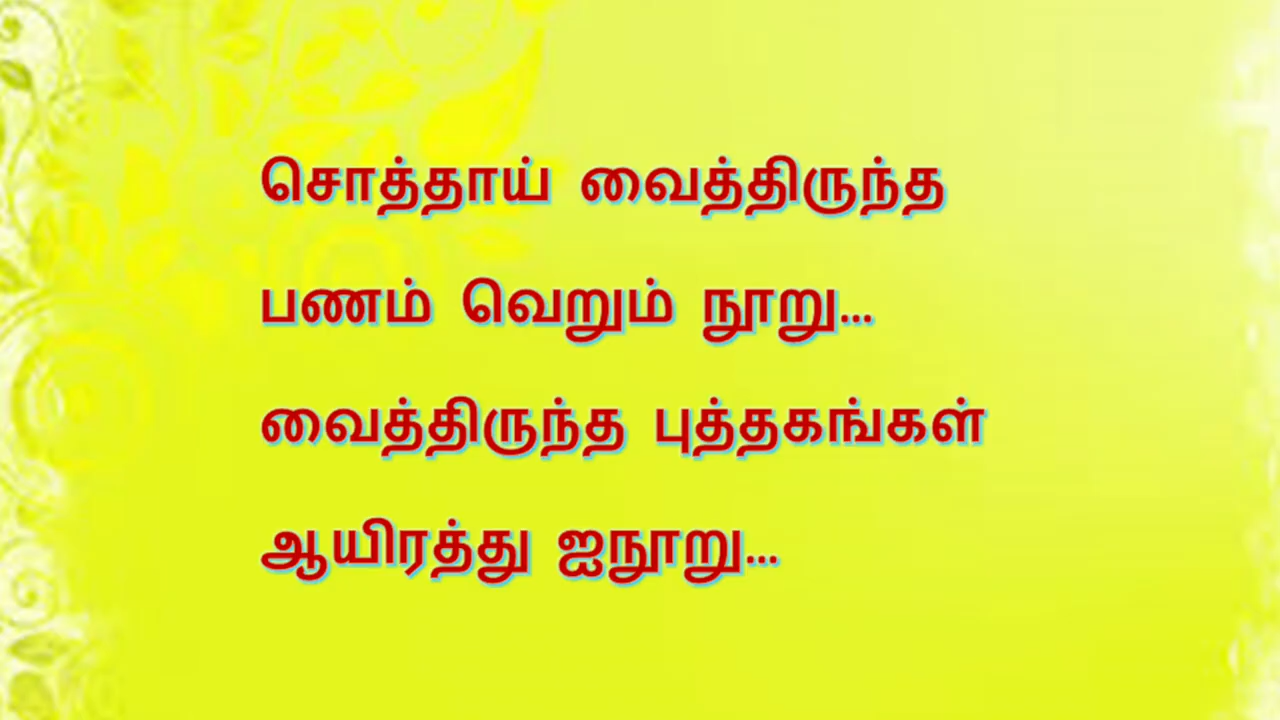 சொத்தாய் வைத்திருந்த
பணம் வெறும் நூறு...
வைத்திருந்த புத்தகங்கள்
ஆயிரத்து ஐநூறு...